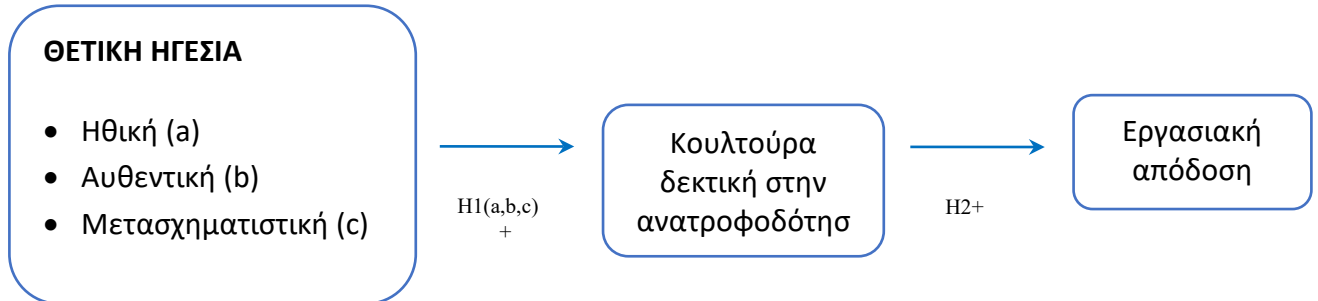 ΘΕΤΙΚΗ ΗΓΕΣΙΑ
• Ηθική (a)
• Αυθεντική (b)
• Μετασχηματιστική (c)
H1(a,b,c)
+
Κουλτούρα
δεκτική στην
ανατροφοδότησ
H2+
Εργασιακή
απόδοση